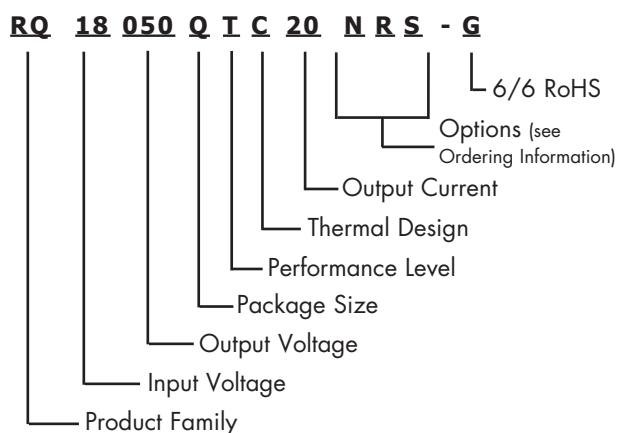 RQ 18 050 Q T C 20 N R S - G
6/6 RoHS
Options (see
Ordering Information)
Output Current
Thermal Design
Performance Level
Package Size
Output Voltage
Input Voltage
Product Family